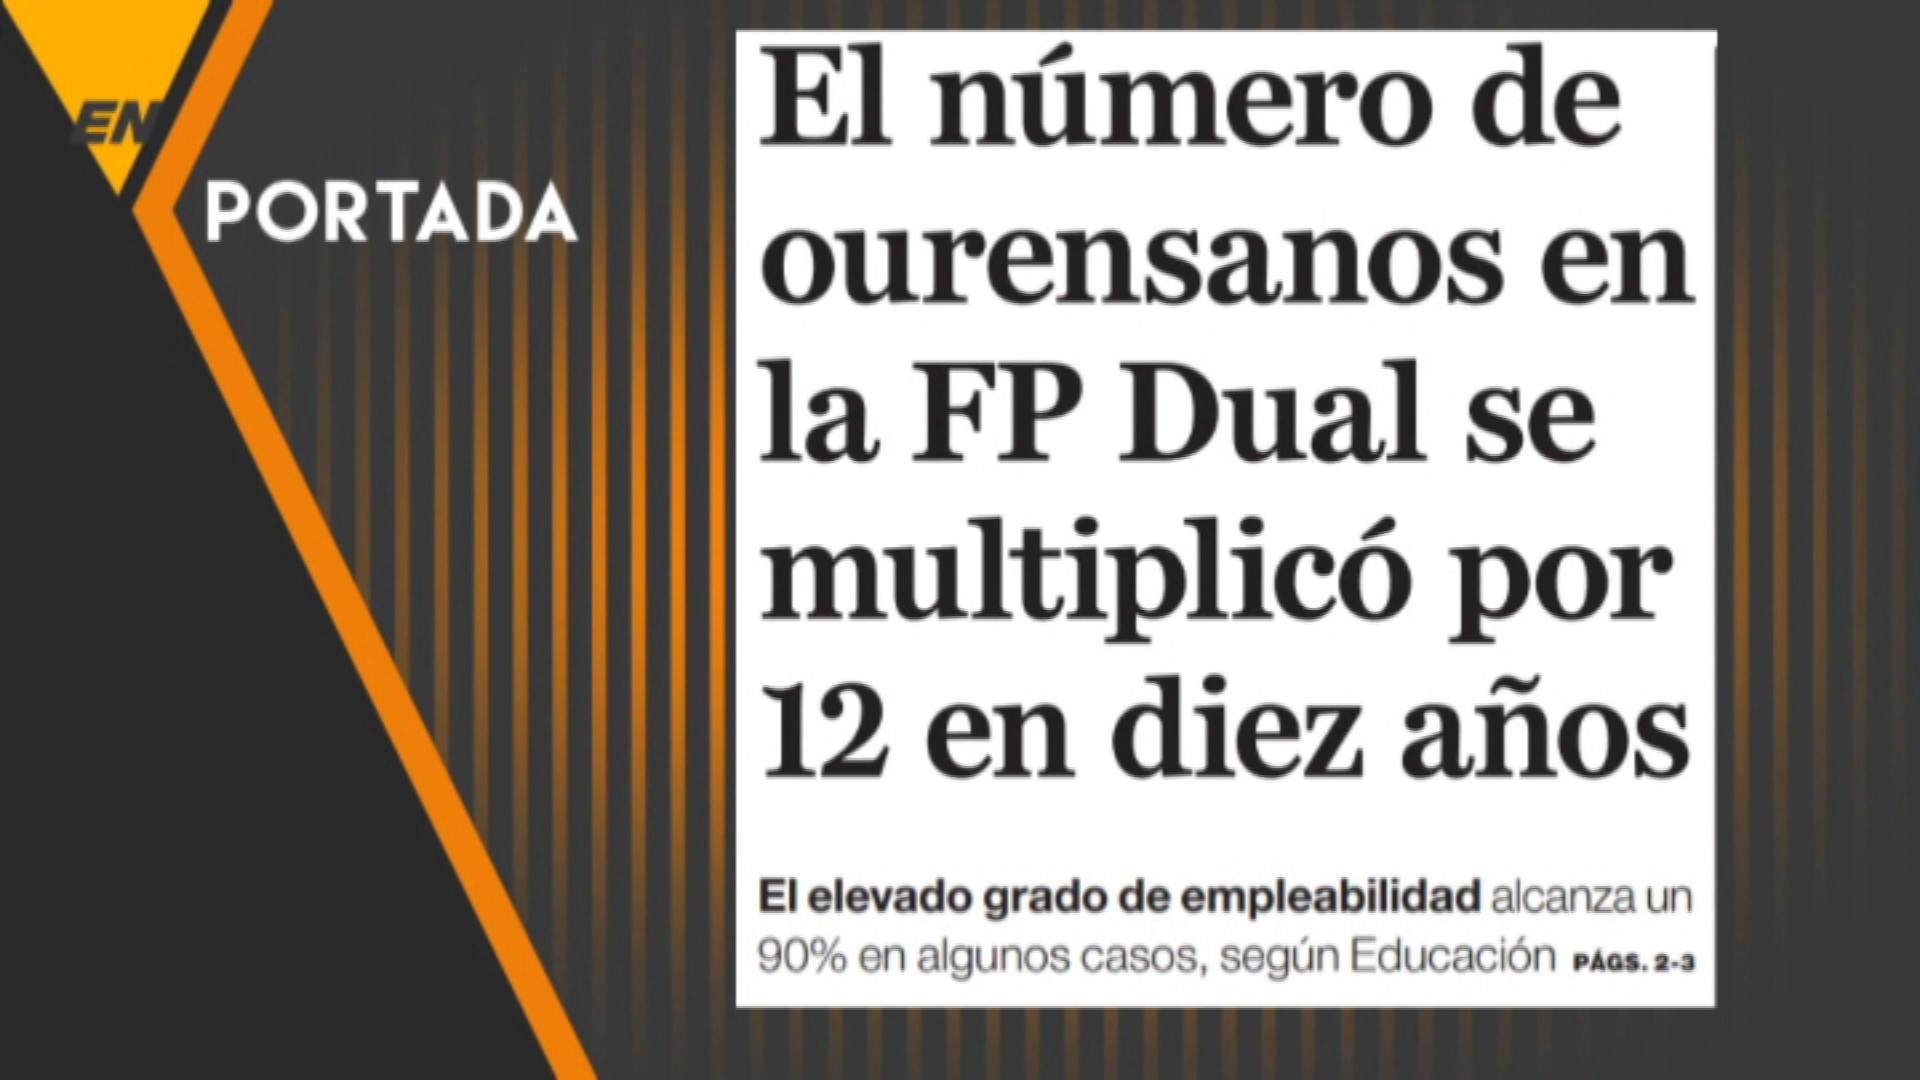 EN
PORTADA
El número de
ourensanos en
la FP Dual se
multiplicó por
12 en diez años
El elevado grado de empleabilidad alcanza un
90% en algunos casos, según Educación PÁGS. 2-3